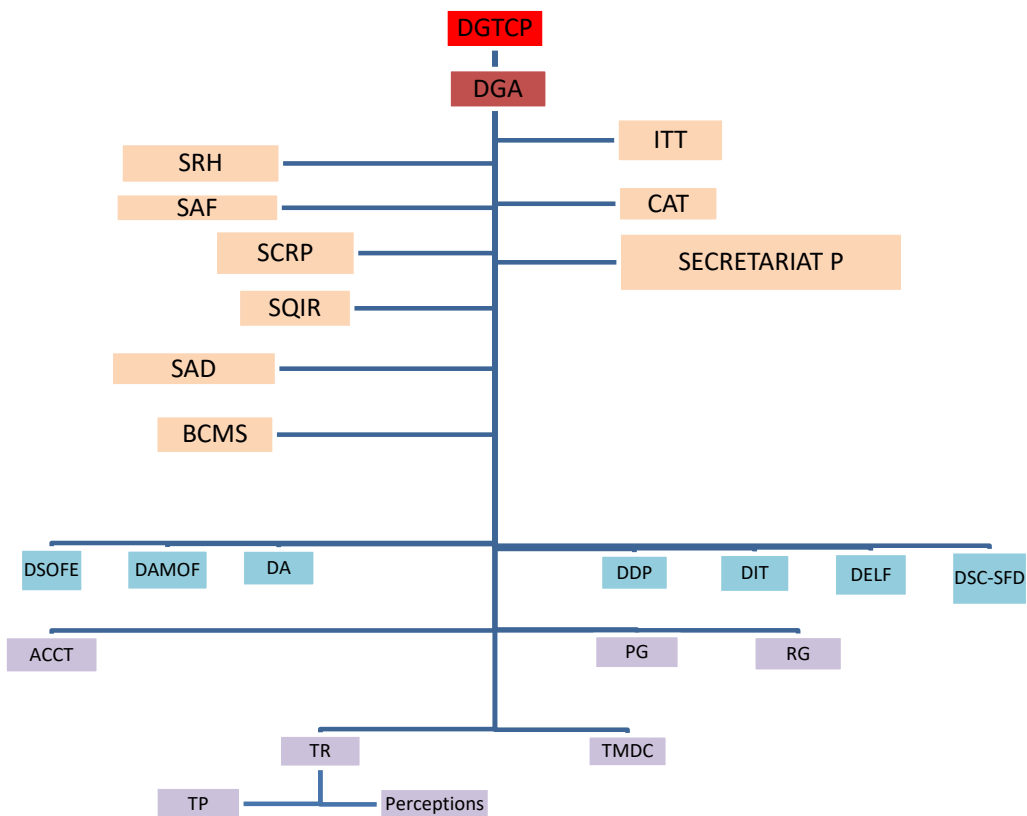 DGTCP
DGA
ITT
SRH
CAT
SAF
SCRP
SECRETARIAT P
SQIR
SAD
BCMS
DSOFE
DAMOF
DA
DDP
DIT
DELF
DSC-SFD
ACCT
PG
RG
TR
TMDC
TP
Perceptions